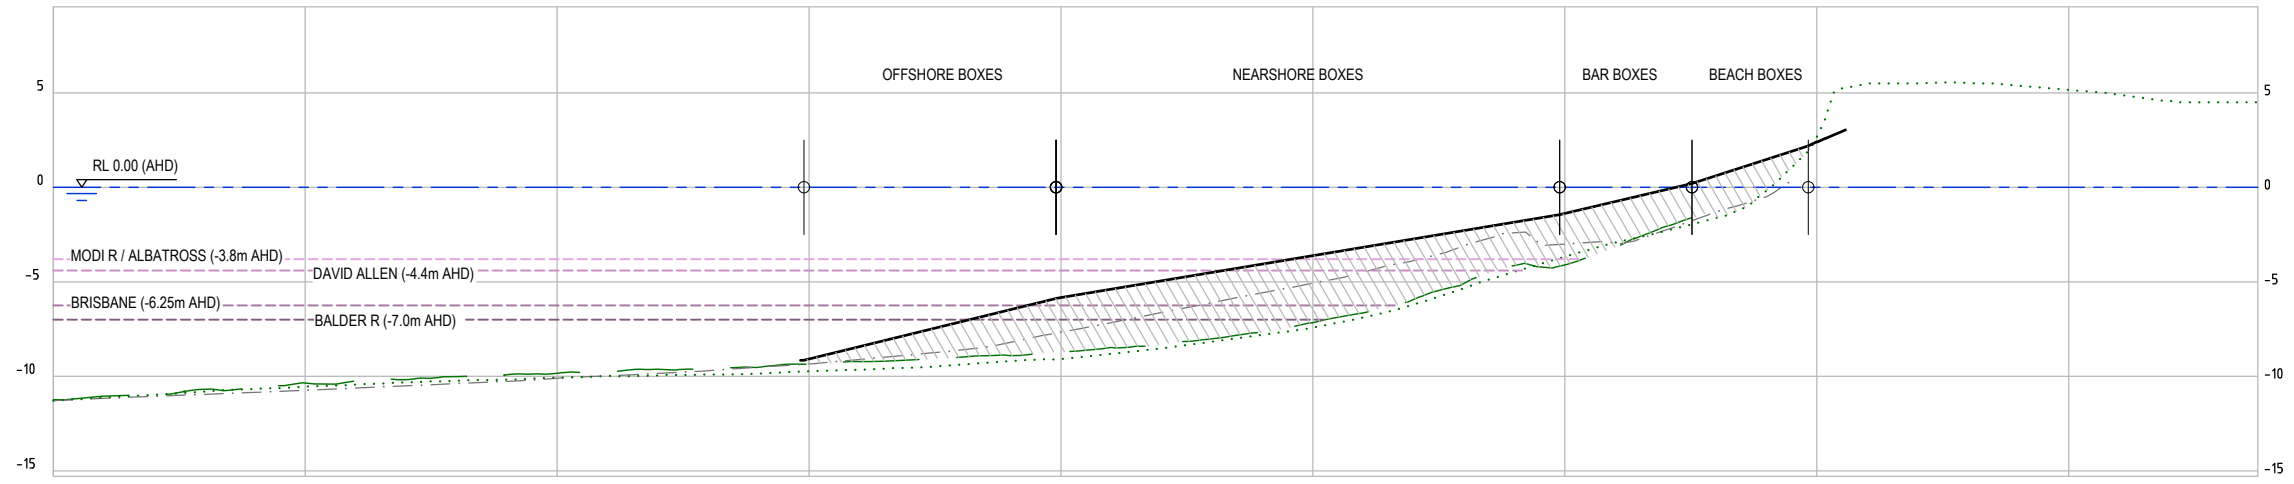 OFFSHORE BOXES NEARSHORE BOXES BAR BOXES BEACH BOXES
5 5
RL 0.00 (AHD)
0 0
MODI R / ALBATROSS (-3.8m AHD)
DAVID ALLEN (-4.4m AHD)
-5 -5
BRISBANE (-6.25m AHD)
BALDER R (-7.0m AHD)
-10 -10
-15 -15